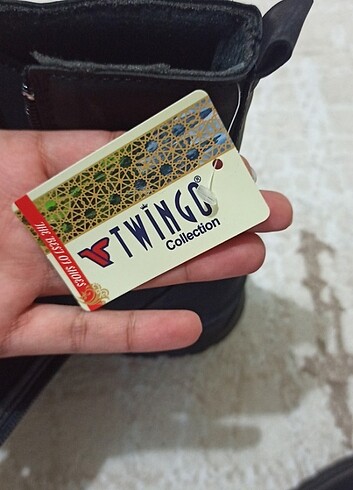 TWINGO®
Collection
THE BEST OF SHOES